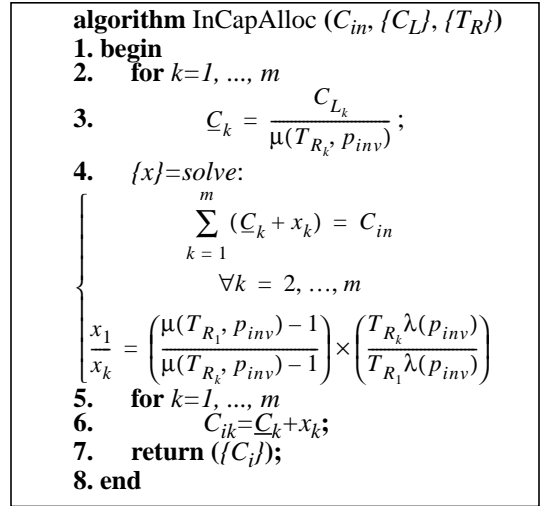 algorithm InCapAlloc (C_in, {C_L}, {T_R})
1. begin
2. for k=1, ..., m
3. C̲_k = C_{L_k} / μ(T_{R_k}, p_inv) ;
4. {x}=solve:
{ ∑_{k = 1}^{m} (C̲_k + x_k) = C_in
∀k = 2, …, m
x_1 / x_k = ( (μ(T_{R_1}, p_inv) – 1) / (μ(T_{R_k}, p_inv) – 1) ) × ( T_{R_k} λ(p_inv) / T_{R_1} λ(p_inv) )
5. for k=1, ..., m
6. C_ik=C̲_k+x_k;
7. return ({C_i});
8. end